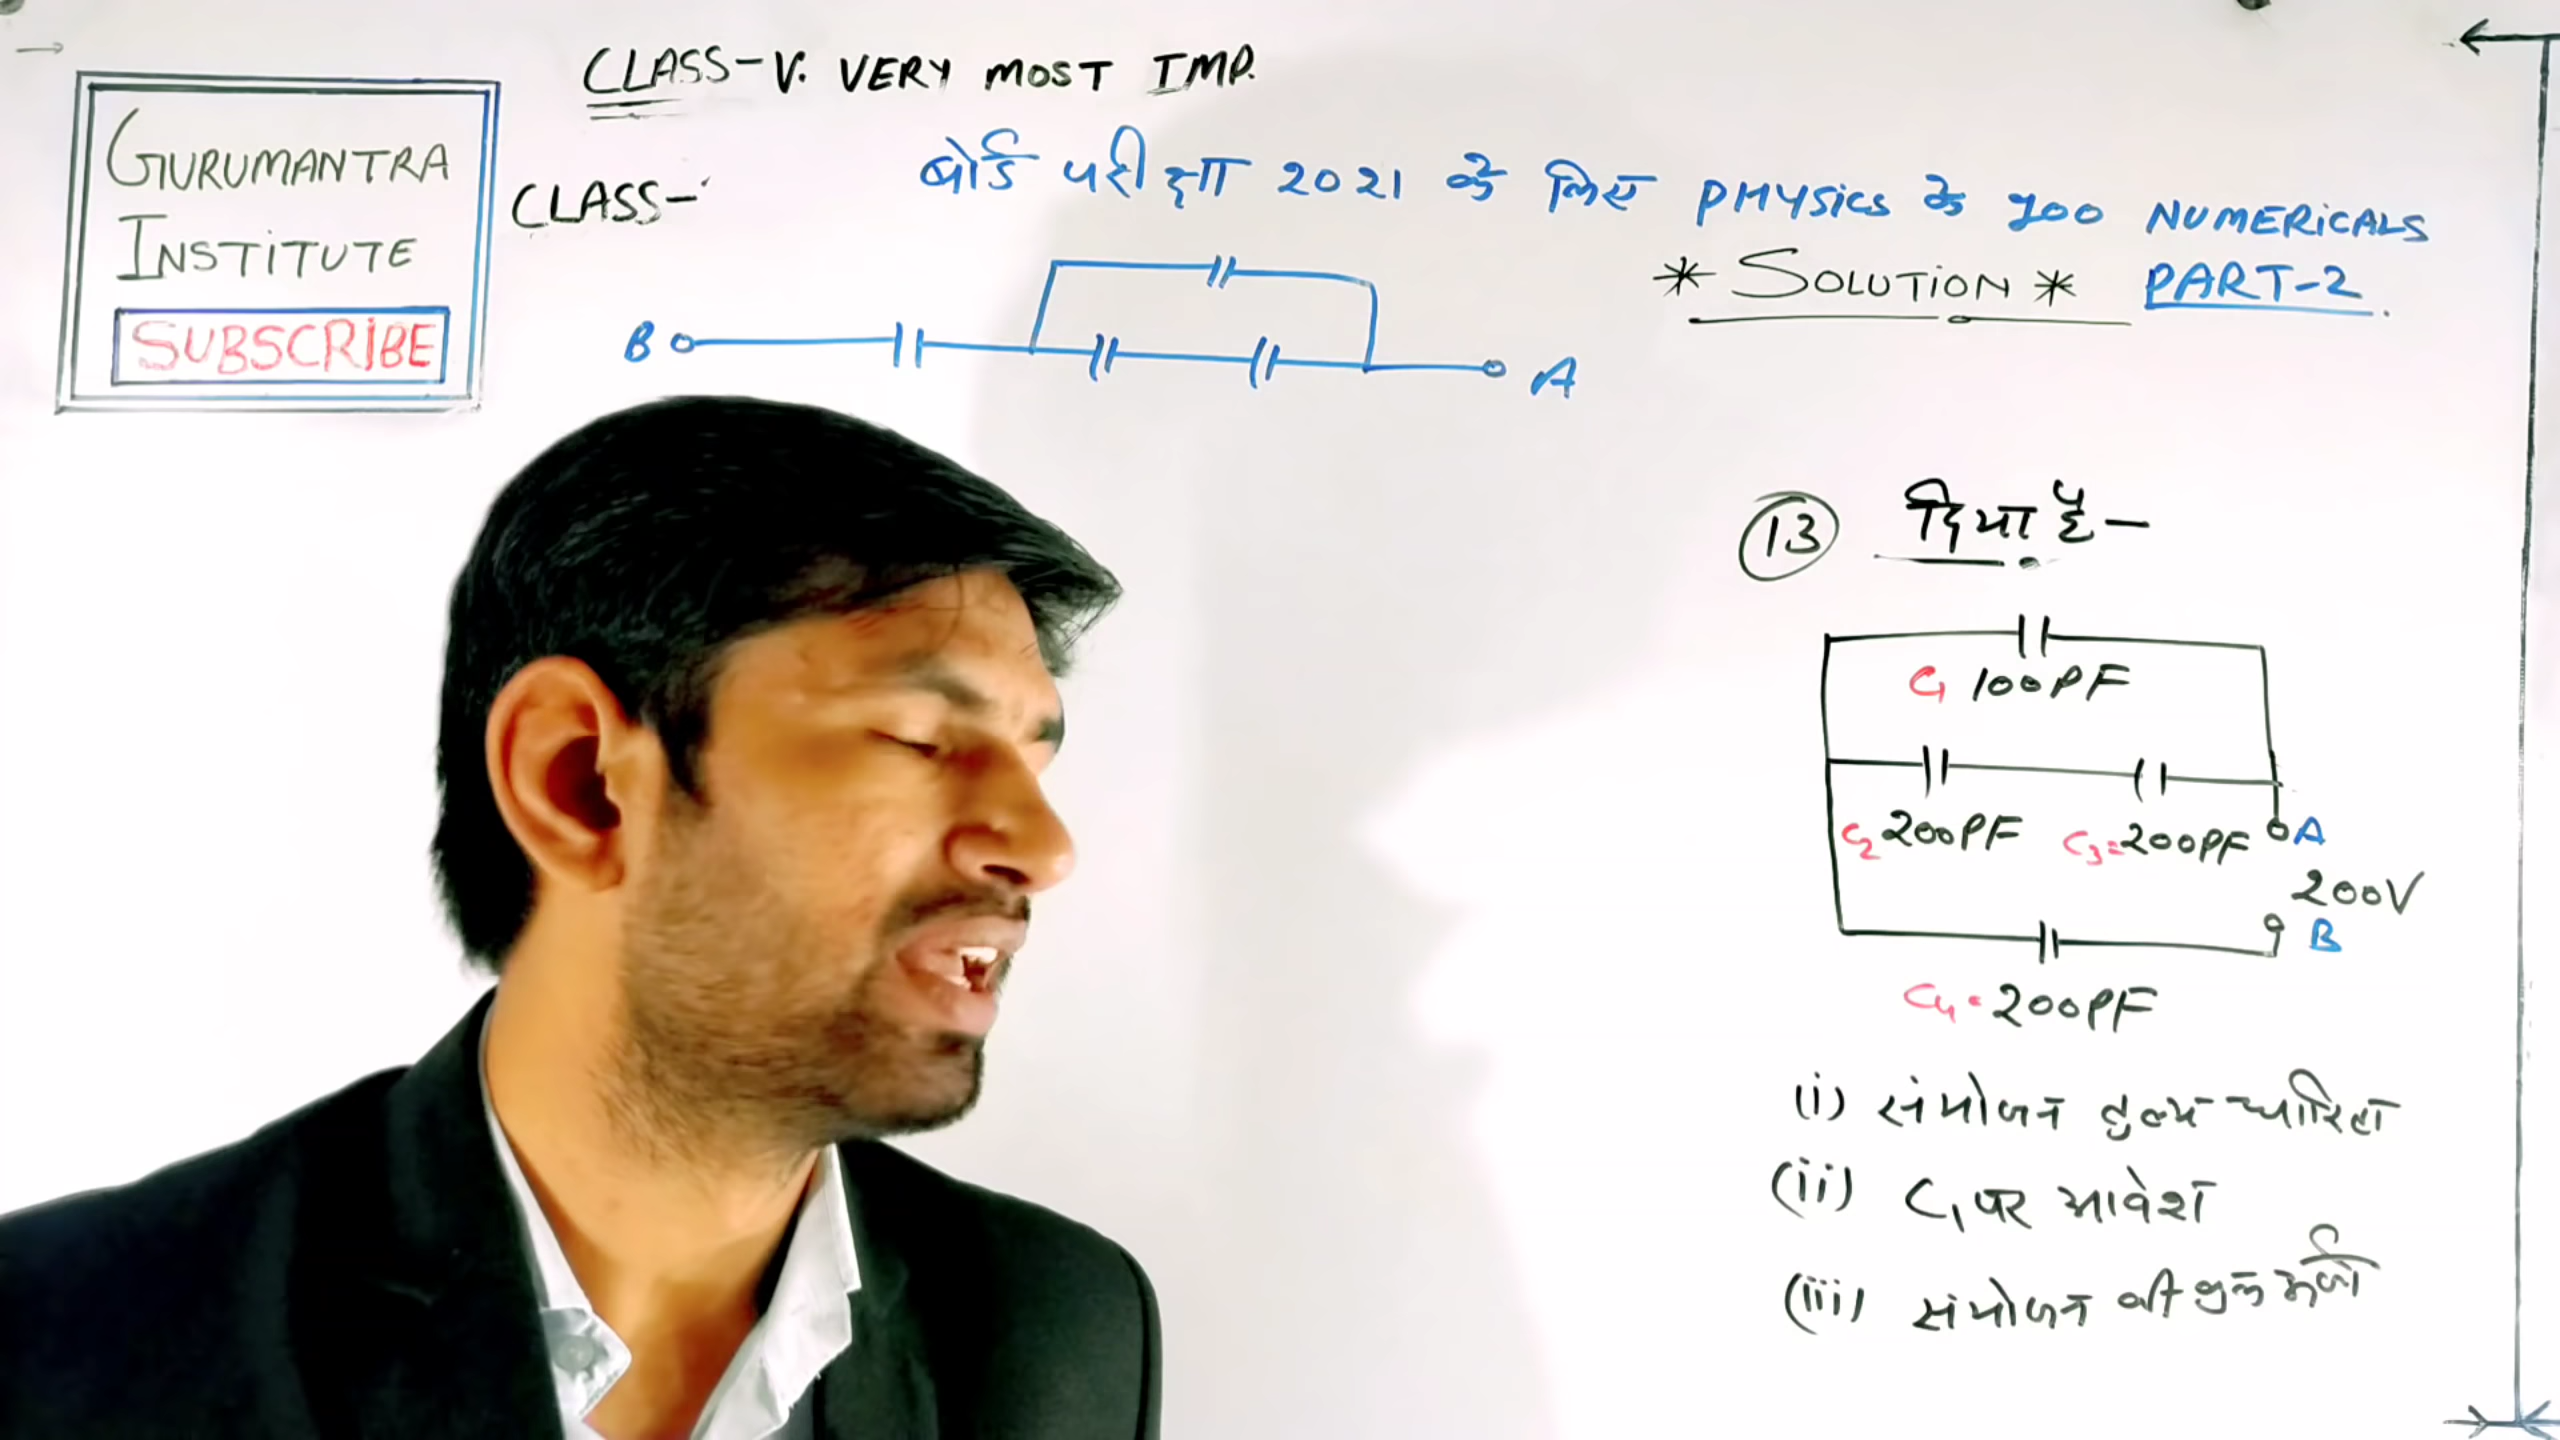 CLASS-V. VERY MOST IMP.
GURUMANTRA
INSTITUTE
SUBSCRIBE
CLASS-
बोर्ड परीक्षा 2021 के लिए PHYSICS के 700 NUMERICALS
* SOLUTION * PART-2.
B
A
13 दिया है-
C1 100PF
C2 200PF C3=200PF A
200V
B
C4 = 200PF
(i) संयोजन तुल्य धारिता
(ii) C1 पर आवेश
(iii) संयोजन की कुल ऊर्जा